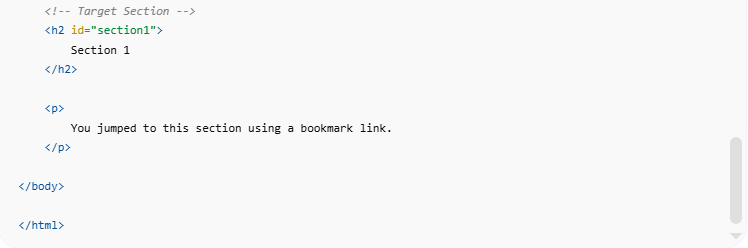 <!-- Target Section -->
<h2 id="section1">
Section 1
</h2>
<p>
You jumped to this section using a bookmark link.
</p>
</body>
</html>